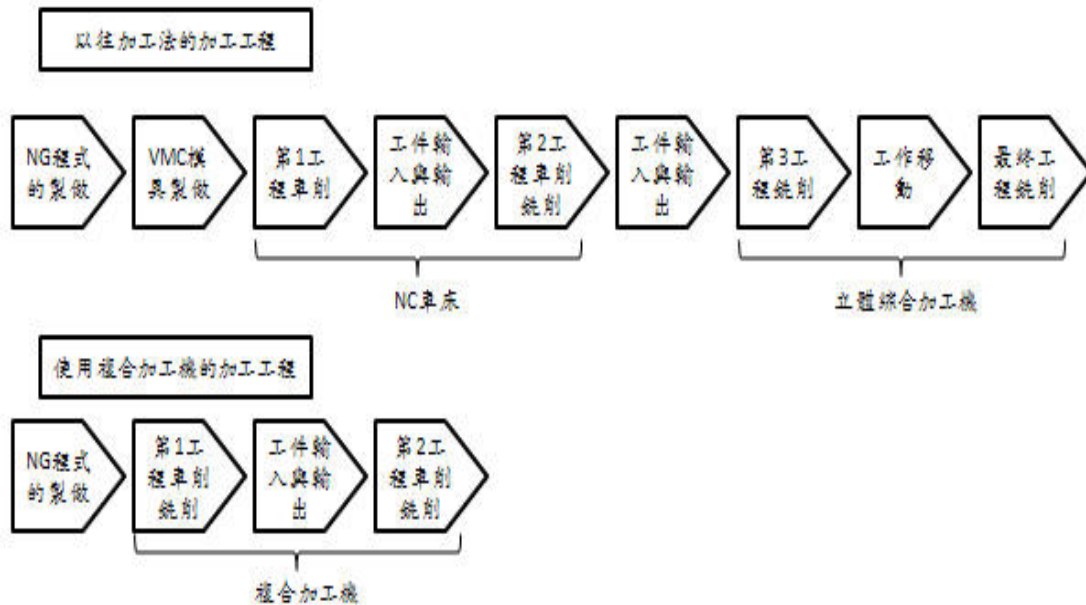 以往加工法的加工工程
NG程式
的製做
VMC模
具製做
第1工
程車削
工件輸
入與輸
出
第2工
程車削
銑削
工件輸
入與輸
出
第3工
程銑削
工作移
動
最終工
程銑削
NC車床
立體綜合加工機
使用複合加工機的加工工程
NG程式
的製做
第1工
程車削
銑削
工件輸
入與輸
出
第2工
程車削
銑削
複合加工機